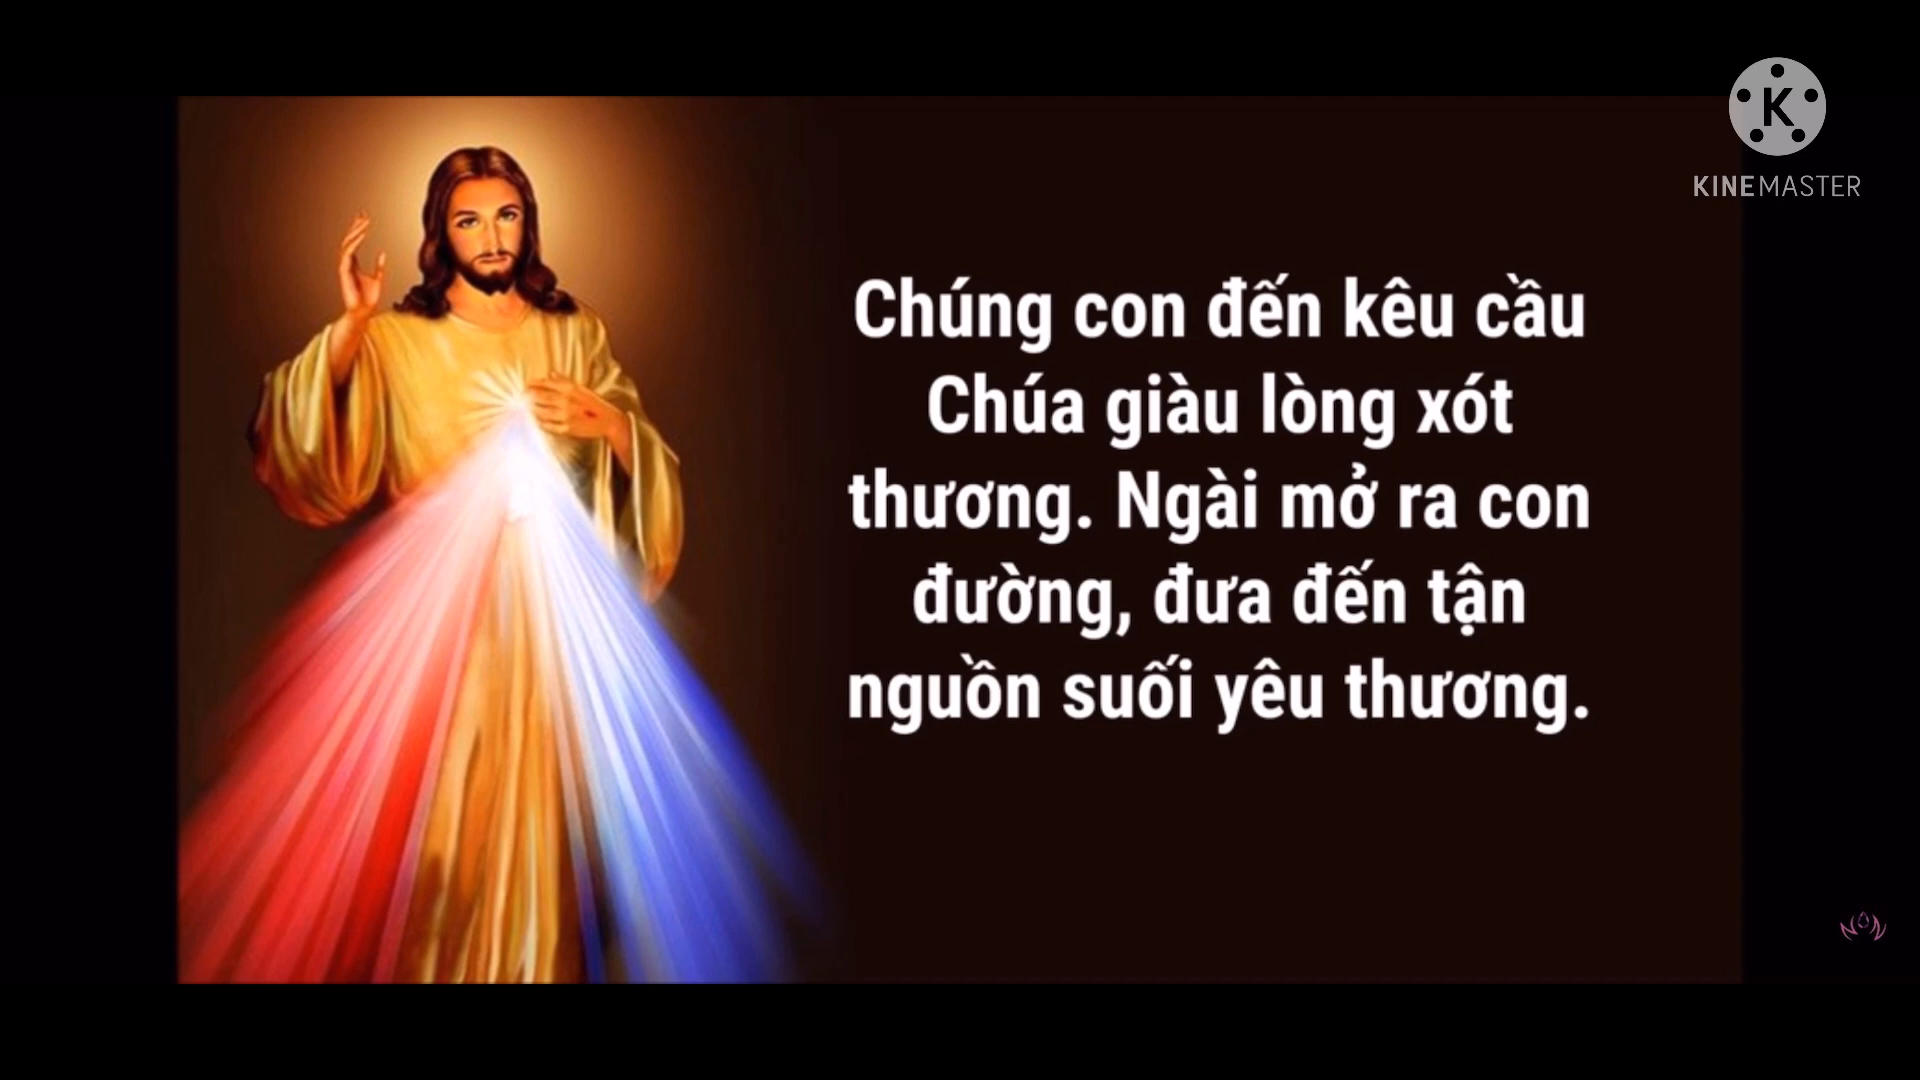 KINEMASTER
Chúng con đến kêu cầu
Chúa giàu lòng xót
thương. Ngài mở ra con
đường, đưa đến tận
nguồn suối yêu thương.